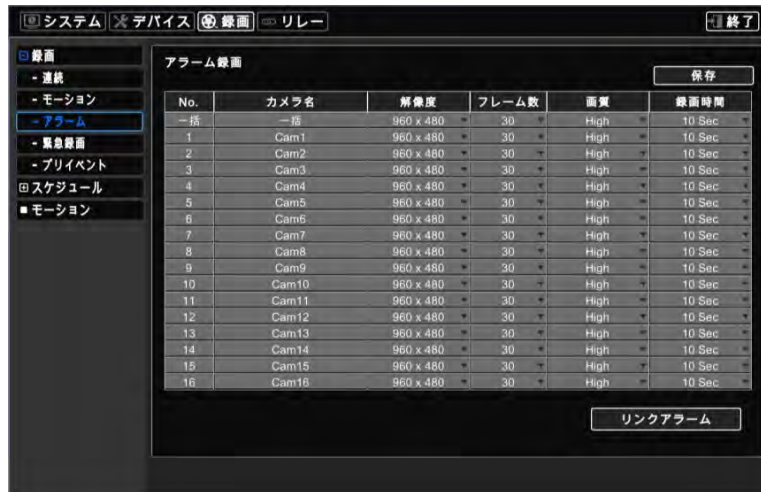 システム デバイス 録画 リレー 終了
録画
- 連続
- モーション
- アラーム
- 緊急録画
- プリイベント
スケジュール
モーション
アラーム録画
保存
No. カメラ名 解像度 フレーム数 画質 録画時間
一括 一括 960 x 480 30 High 10 Sec
1 Cam1 960 x 480 30 High 10 Sec
2 Cam2 960 x 480 30 High 10 Sec
3 Cam3 960 x 480 30 High 10 Sec
4 Cam4 960 x 480 30 High 10 Sec
5 Cam5 960 x 480 30 High 10 Sec
6 Cam6 960 x 480 30 High 10 Sec
7 Cam7 960 x 480 30 High 10 Sec
8 Cam8 960 x 480 30 High 10 Sec
9 Cam9 960 x 480 30 High 10 Sec
10 Cam10 960 x 480 30 High 10 Sec
11 Cam11 960 x 480 30 High 10 Sec
12 Cam12 960 x 480 30 High 10 Sec
13 Cam13 960 x 480 30 High 10 Sec
14 Cam14 960 x 480 30 High 10 Sec
15 Cam15 960 x 480 30 High 10 Sec
16 Cam16 960 x 480 30 High 10 Sec
リンクアラーム